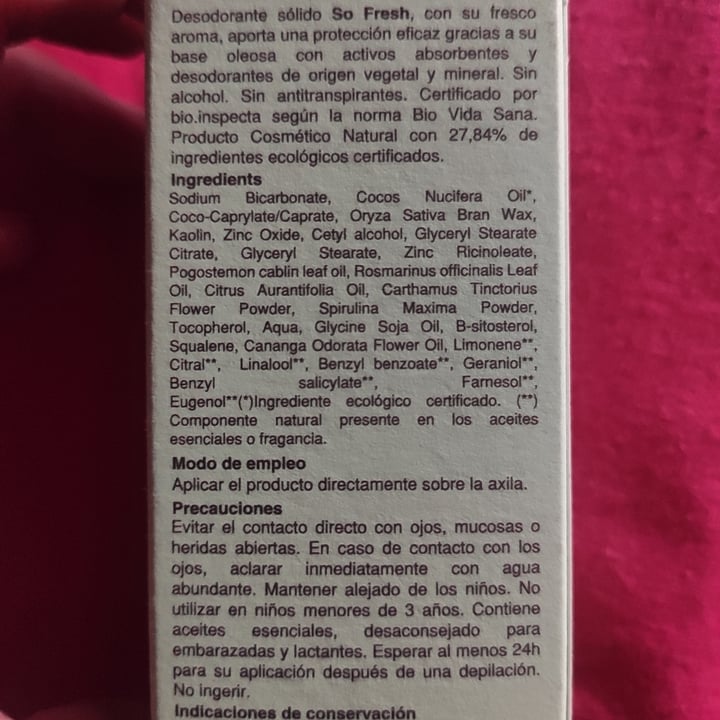 Desodorante sólido So Fresh, con su fresco
aroma, aporta una protección eficaz gracias a su
base oleosa con activos absorbentes y
desodorantes de origen vegetal y mineral. Sin
alcohol. Sin antitranspirantes. Certificado por
bio.inspecta según la norma Bio Vida Sana.
Producto Cosmético Natural con 27,84% de
ingredientes ecológicos certificados.
Ingredients
Sodium Bicarbonate, Cocos Nucifera Oil*,
Coco-Caprylate/Caprate, Oryza Sativa Bran Wax,
Kaolin, Zinc Oxide, Cetyl alcohol, Glyceryl Stearate
Citrate, Glyceryl Stearate, Zinc Ricinoleate,
Pogostemon cablin leaf oil, Rosmarinus officinalis Leaf
Oil, Citrus Aurantifolia Oil, Carthamus Tinctorius
Flower Powder, Spirulina Maxima Powder,
Tocopherol, Aqua, Glycine Soja Oil, B-sitosterol,
Squalene, Cananga Odorata Flower Oil, Limonene**,
Citral**, Linalool**, Benzyl benzoate**, Geraniol**,
Benzyl salicylate**, Farnesol**,
Eugenol**(*)Ingrediente ecológico certificado. (**)
Componente natural presente en los aceites
esenciales o fragancia.
Modo de empleo
Aplicar el producto directamente sobre la axila.
Precauciones
Evitar el contacto directo con ojos, mucosas o
heridas abiertas. En caso de contacto con los
ojos, aclarar inmediatamente con agua
abundante. Mantener alejado de los niños. No
utilizar en niños menores de 3 años. Contiene
aceites esenciales, desaconsejado para
embarazadas y lactantes. Esperar al menos 24h
para su aplicación después de una depilación.
No ingerir.
Indicaciones de conservación